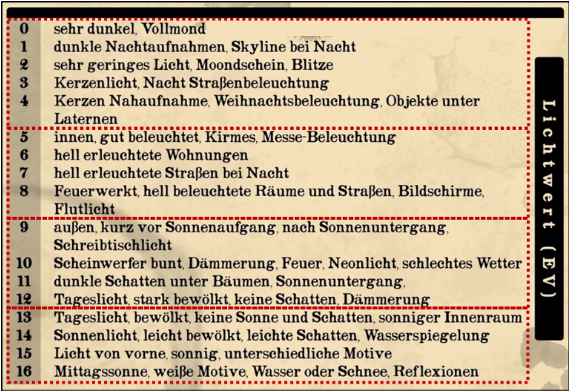 0 sehr dunkel, Vollmond
1 dunkle Nachtaufnahmen, Skyline bei Nacht
2 sehr geringes Licht, Moondschein, Blitze
3 Kerzenlicht, Nacht Straßenbeleuchtung
4 Kerzen Nahaufnahme, Weihnachtsbeleuchtung, Objekte unter
Laternen
5 innen, gut beleuchtet, Kirmes, Messe-Beleuchtung
6 hell erleuchtete Wohnungen
7 hell erleuchtete Straßen bei Nacht
8 Feuerwerkt, hell beleuchtete Räume und Straßen, Bildschirme,
Flutlicht
9 außen, kurz vor Sonnenaufgang, nach Sonnenuntergang,
Schreibtischlicht
10 Scheinwerfer bunt, Dämmerung, Feuer, Neonlicht, schlechtes Wetter
11 dunkle Schatten unter Bäumen, Sonnenuntergang,
12 Tageslicht, stark bewölkt, keine Schatten, Dämmerung
13 Tageslicht, bewölkt, keine Sonne und Schatten, sonniger Innenraum
14 Sonnenlicht, leicht bewölkt, leichte Schatten, Wasserspiegelung
15 Licht von vorne, sonnig, unterschiedliche Motive
16 Mittagssonne, weiße Motive, Wasser oder Schnee, Reflexionen
Lichtwert (EV)